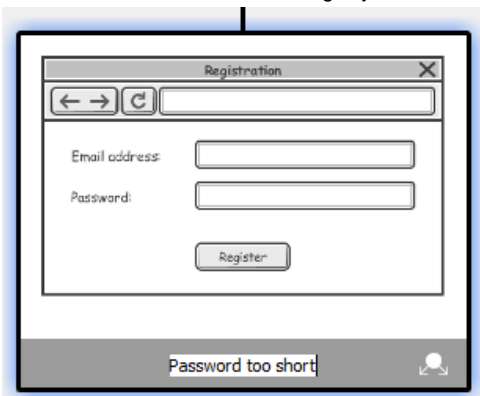 Registration
Email address:
Password:
Register
Password too short